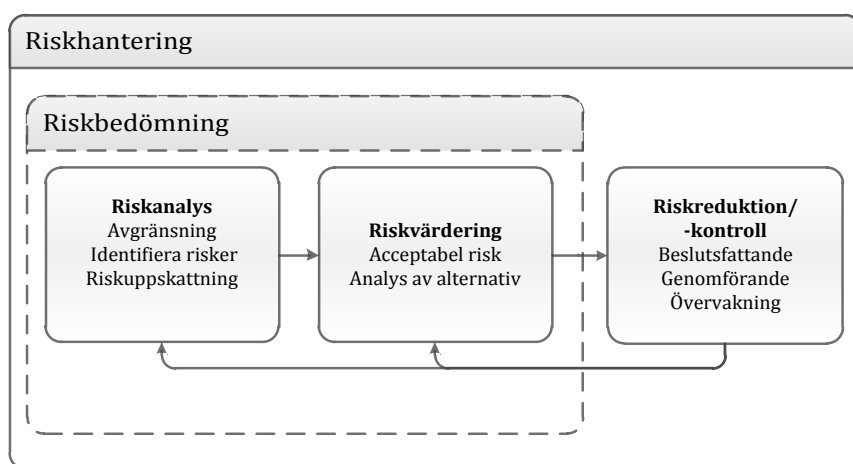 Riskhantering
Riskbedömning
Riskanalys
Avgränsning
Identifiera risker
Riskuppskattning
Riskvärdering
Acceptabel risk
Analys av alternativ
Riskreduktion/
-kontroll
Beslutsfattande
Genomförande
Övervakning